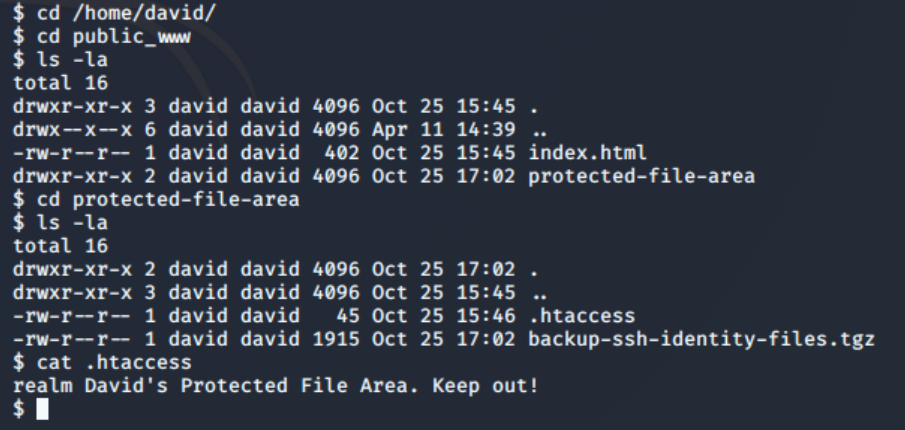 $ cd /home/david/
$ cd public_www
$ ls -la
total 16
drwxr-xr-x 3 david david 4096 Oct 25 15:45 .
drwx--x--x 6 david david 4096 Apr 11 14:39 ..
-rw-r--r-- 1 david david  402 Oct 25 15:45 index.html
drwxr-xr-x 2 david david 4096 Oct 25 17:02 protected-file-area
$ cd protected-file-area
$ ls -la
total 16
drwxr-xr-x 2 david david 4096 Oct 25 17:02 .
drwxr-xr-x 3 david david 4096 Oct 25 15:45 ..
-rw-r--r-- 1 david david   45 Oct 25 15:46 .htaccess
-rw-r--r-- 1 david david 1915 Oct 25 17:02 backup-ssh-identity-files.tgz
$ cat .htaccess
realm David's Protected File Area. Keep out!
$